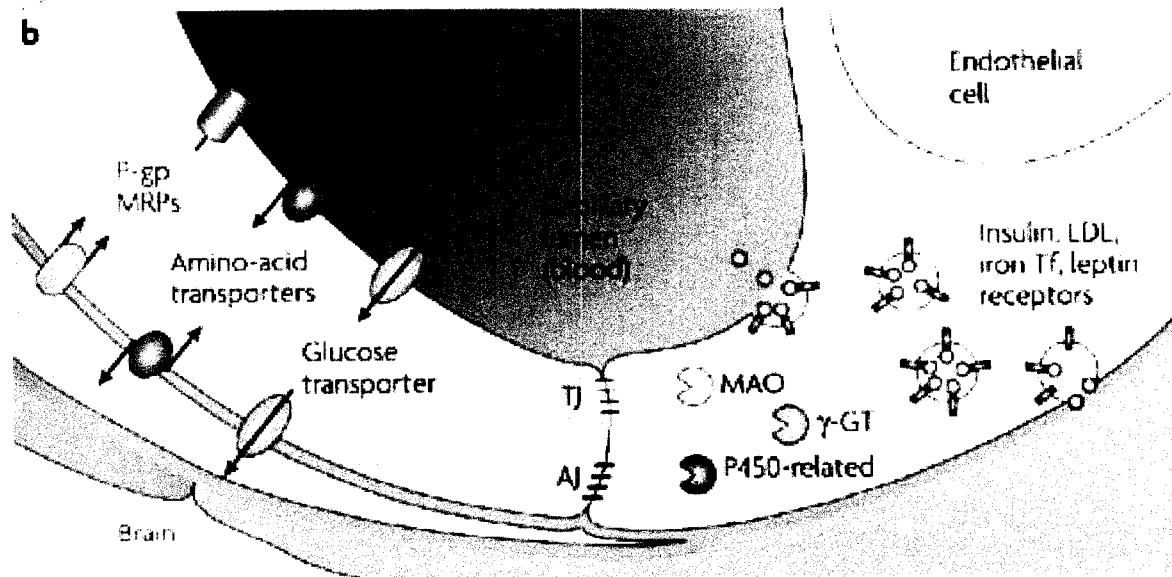 b
Endothelial
cell
P-gp
MRPs
(blood)
Insulin, LDL,
iron Tf, leptin
receptors
Amino-acid
transporters
Glucose
transporter
TJ
MAO
γ-GT
AJ
P450-related
Brain